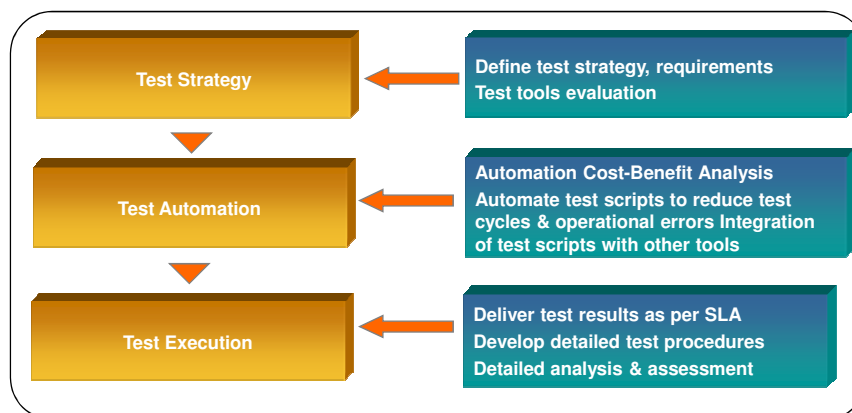 Test Strategy
Define test strategy, requirements
Test tools evaluation
Test Automation
Automation Cost-Benefit Analysis
Automate test scripts to reduce test
cycles & operational errors Integration
of test scripts with other tools
Test Execution
Deliver test results as per SLA
Develop detailed test procedures
Detailed analysis & assessment